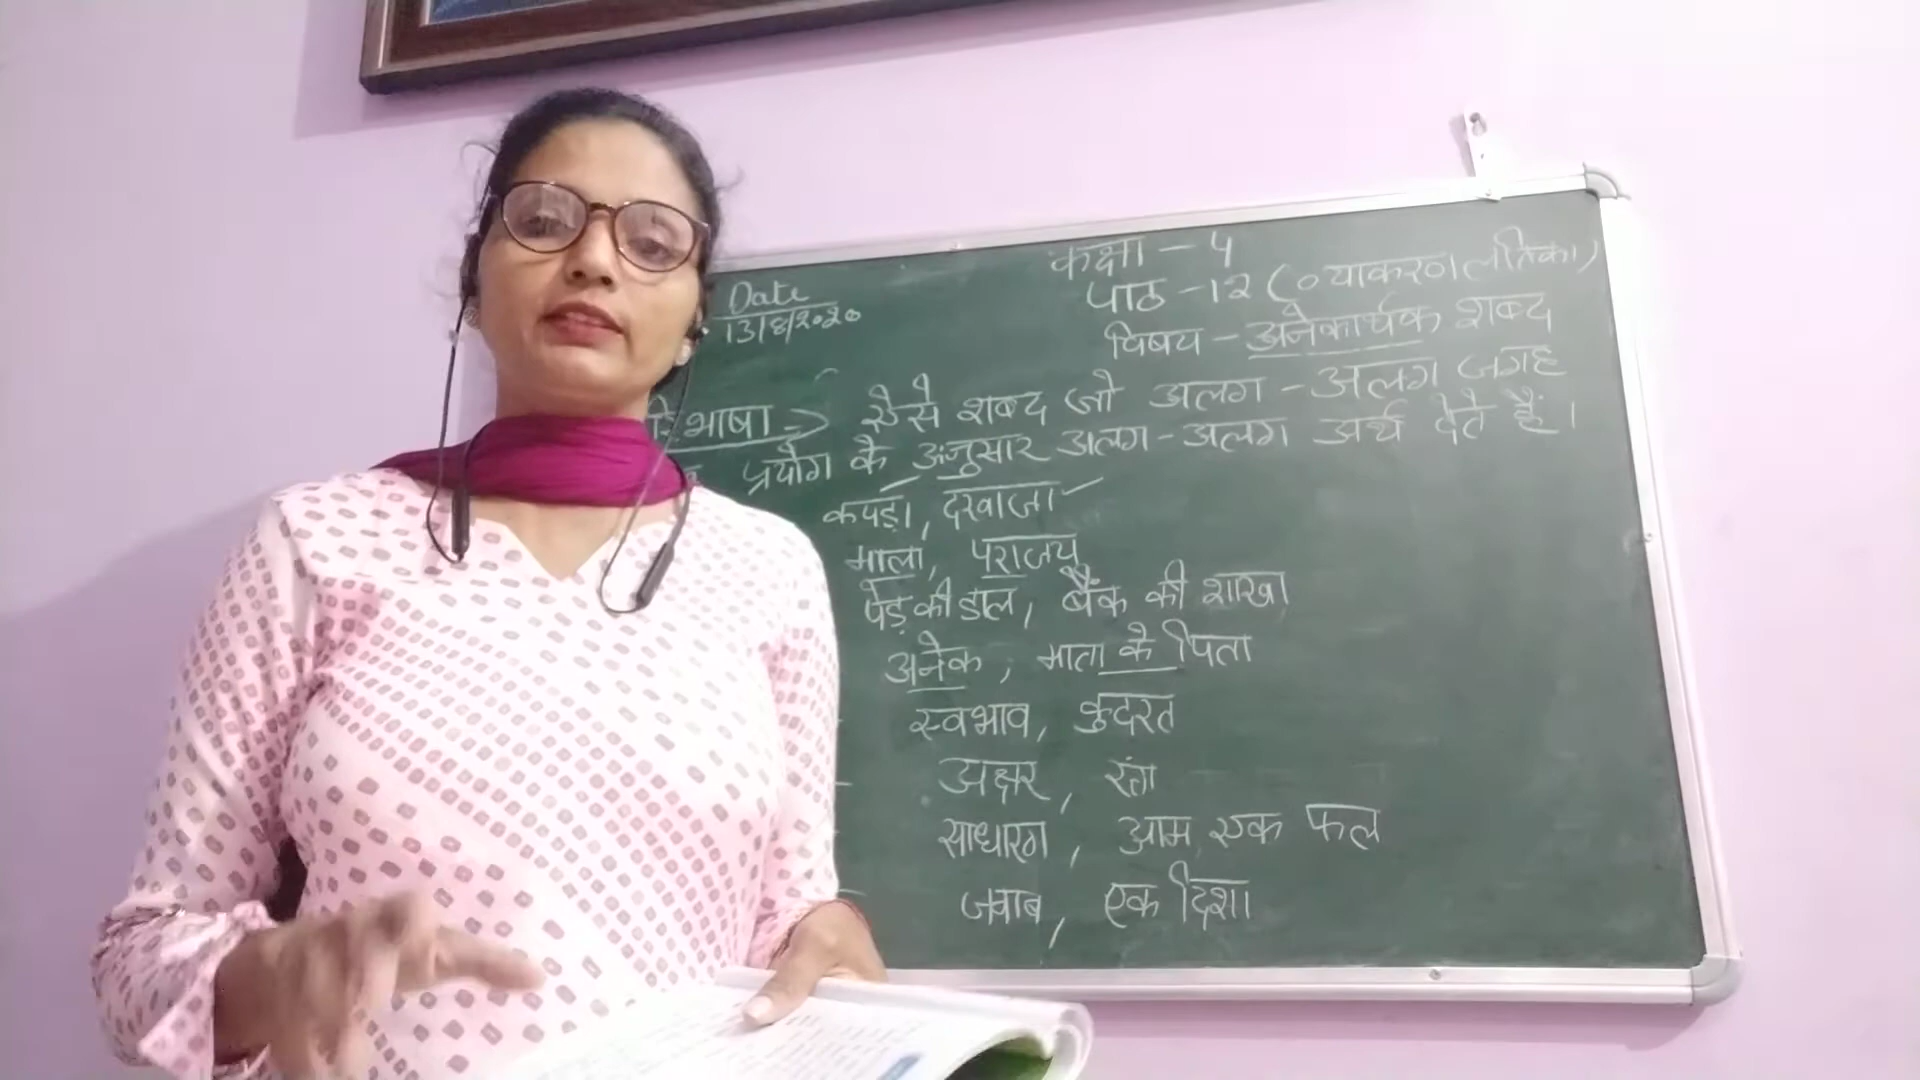 कक्षा - 4
पाठ - 12 (व्याकरण लतिका)
Date
13/8/2020
विषय - अनेकार्थक शब्द
रिभाषा -> ऐसे शब्द जो अलग - अलग जगह
प्रयोग के अनुसार अलग - अलग अर्थ देते हैं।
कपड़ा, दरवाजा
माला, पराजय
पेड़ की डाल, बैंक की शाखा
अनेक, माता के पिता
स्वभाव, कुदरत
अक्षर, रंग
साधारण, आम एक फल
जवाब, एक दिशा